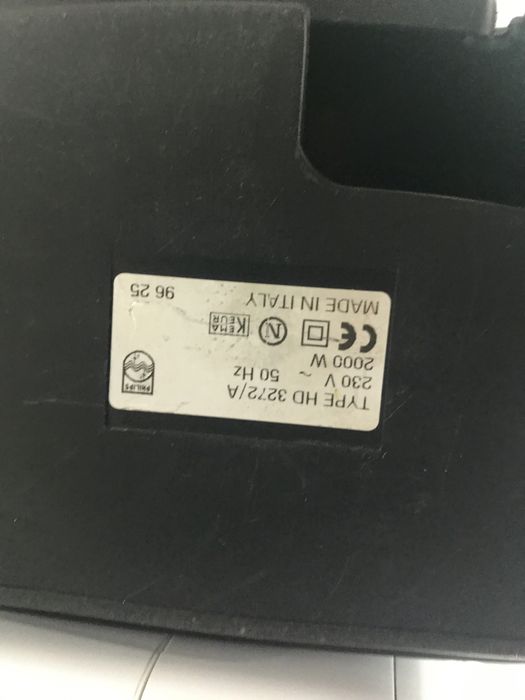 TYPE HD 3272/A
230 V ~ 50 Hz
2000 W
CE N KEMA KEUR
MADE IN ITALY 96 25
PHILIPS